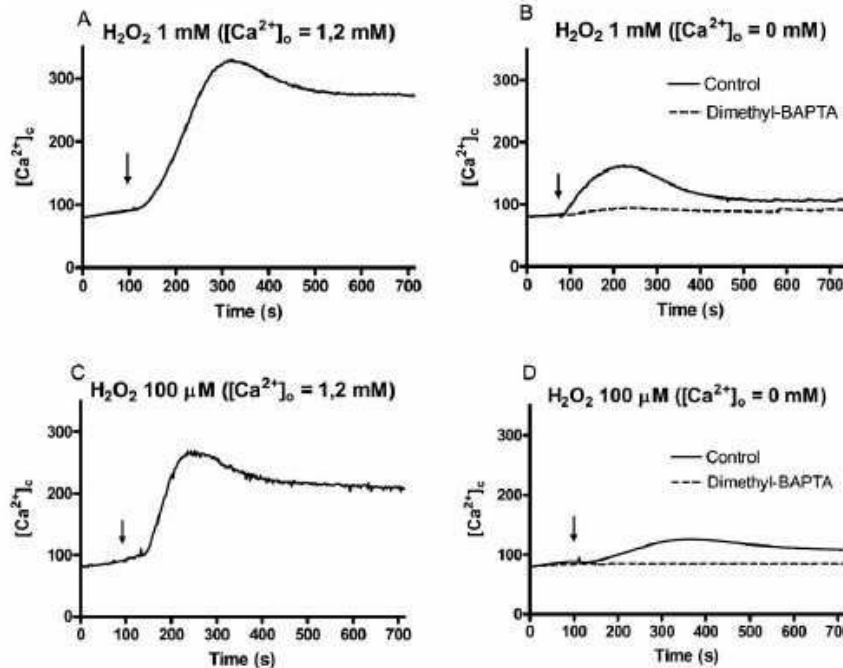 A
H₂O₂ 1 mM ([Ca²⁺]ₒ = 1,2 mM)
300
200
100
0
[Ca²⁺]c
0 100 200 300 400 500 600 700
Time (s)
B
H₂O₂ 1 mM ([Ca²⁺]ₒ = 0 mM)
Control
Dimethyl-BAPTA
300
200
100
0
[Ca²⁺]c
0 100 200 300 400 500 600 700
Time (s)
C
H₂O₂ 100 μM ([Ca²⁺]ₒ = 1,2 mM)
300
200
100
0
[Ca²⁺]c
0 100 200 300 400 500 600 700
Time (s)
D
H₂O₂ 100 μM ([Ca²⁺]ₒ = 0 mM)
Control
Dimethyl-BAPTA
300
200
100
0
[Ca²⁺]c
0 100 200 300 400 500 600 700
Time (s)